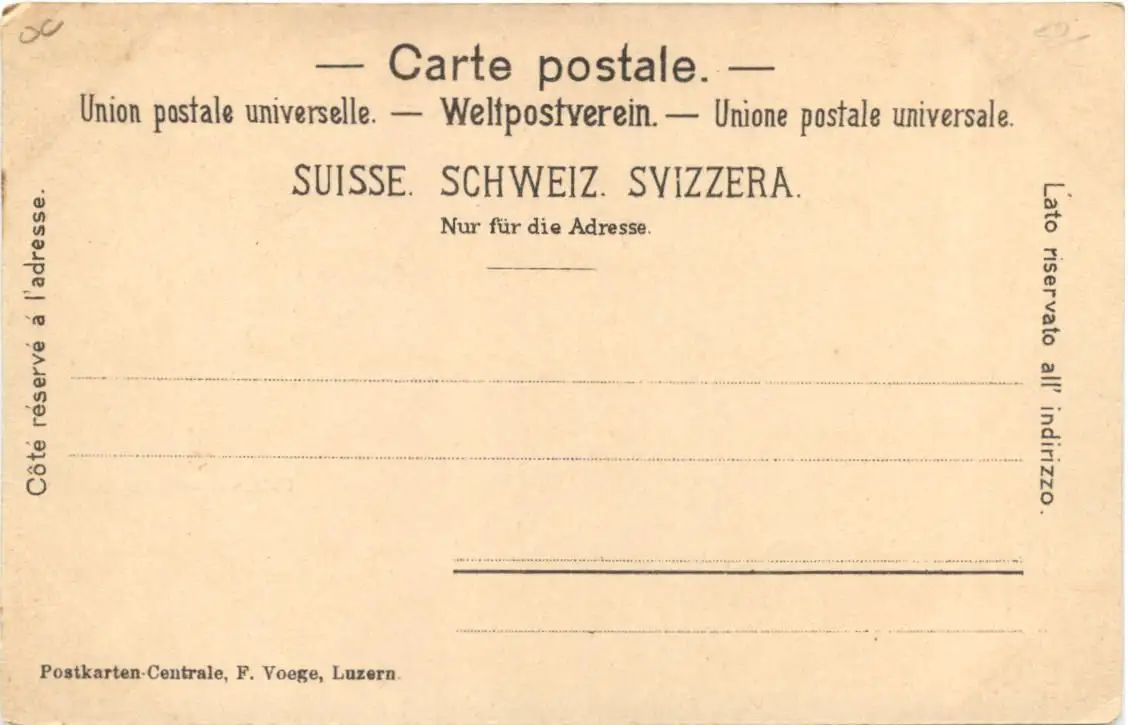 — Carte postale. —
Union postale universelle. — Weltpostverein. — Unione postale universale.
SUISSE. SCHWEIZ. SVIZZERA.
Nur für die Adresse.
Côté réservé á l'adresse.
Lato riservato all' indirizzo.
Postkarten-Centrale, F. Voege, Luzern.